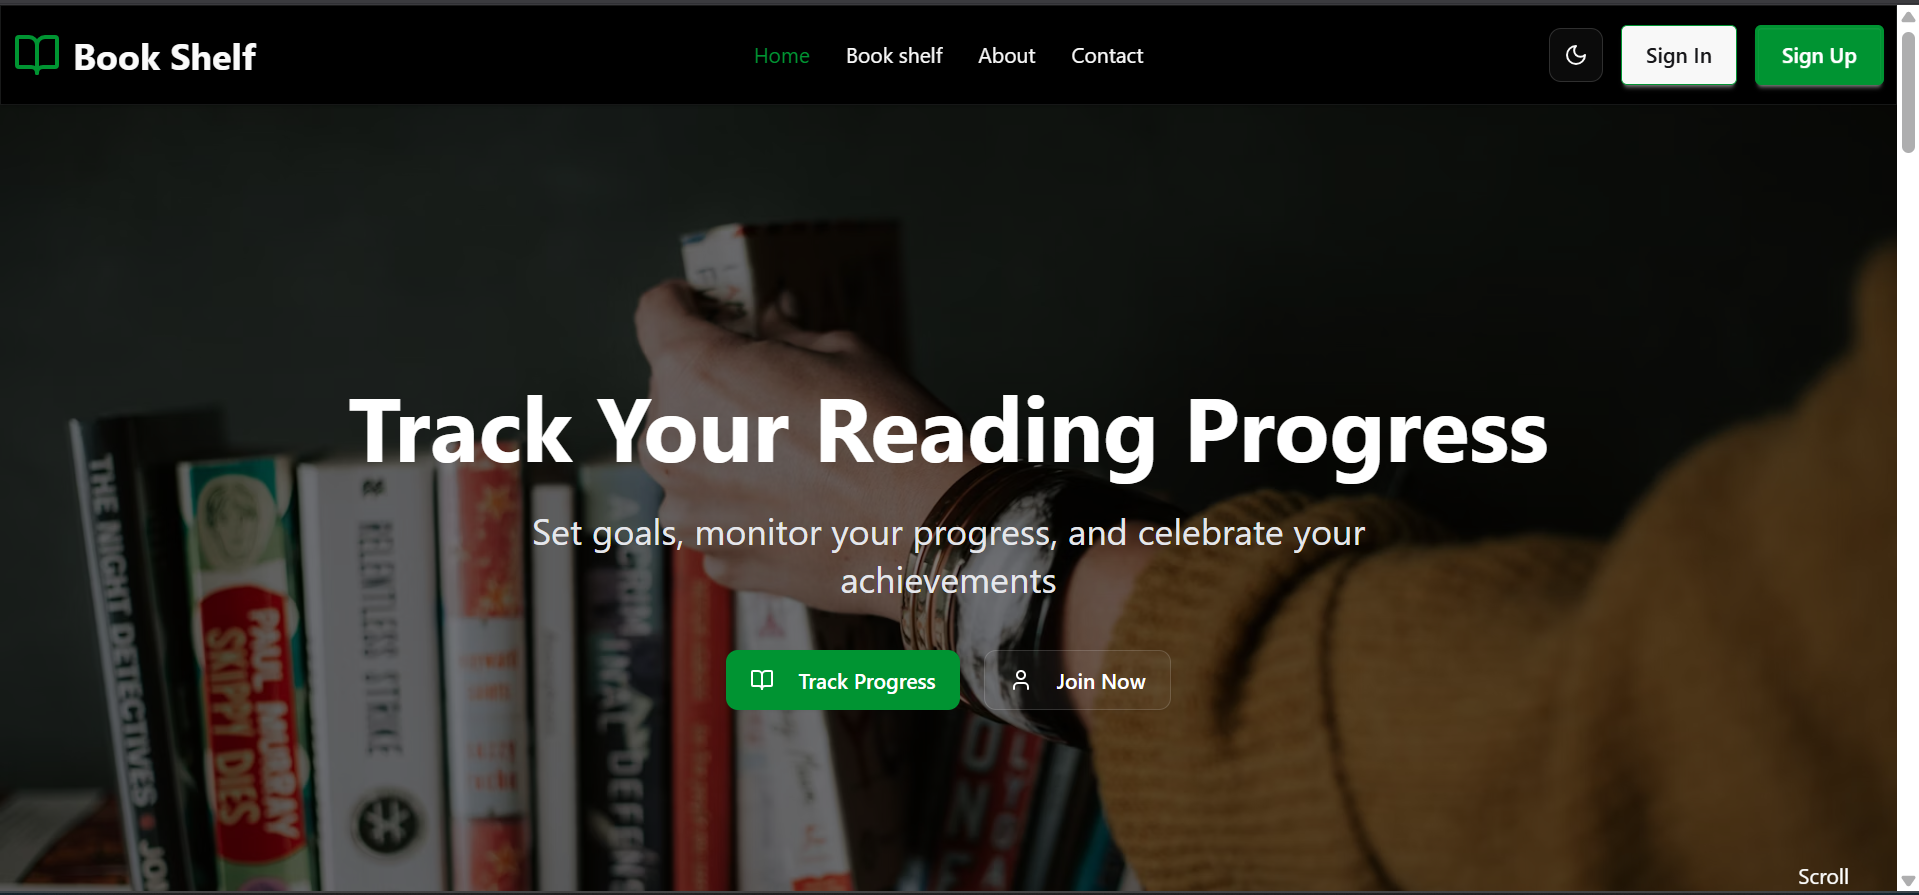 Book Shelf
Home
Book shelf
About
Contact
Sign In
Sign Up
Track Your Reading Progress
Set goals, monitor your progress, and celebrate your
achievements
Track Progress
Join Now
THE NIGHT DETECTIVES
PAUL MURRAY
SKIPPY DIES
RELENTLESS STRIKE
A CRIMINAL DEFENS
Scroll